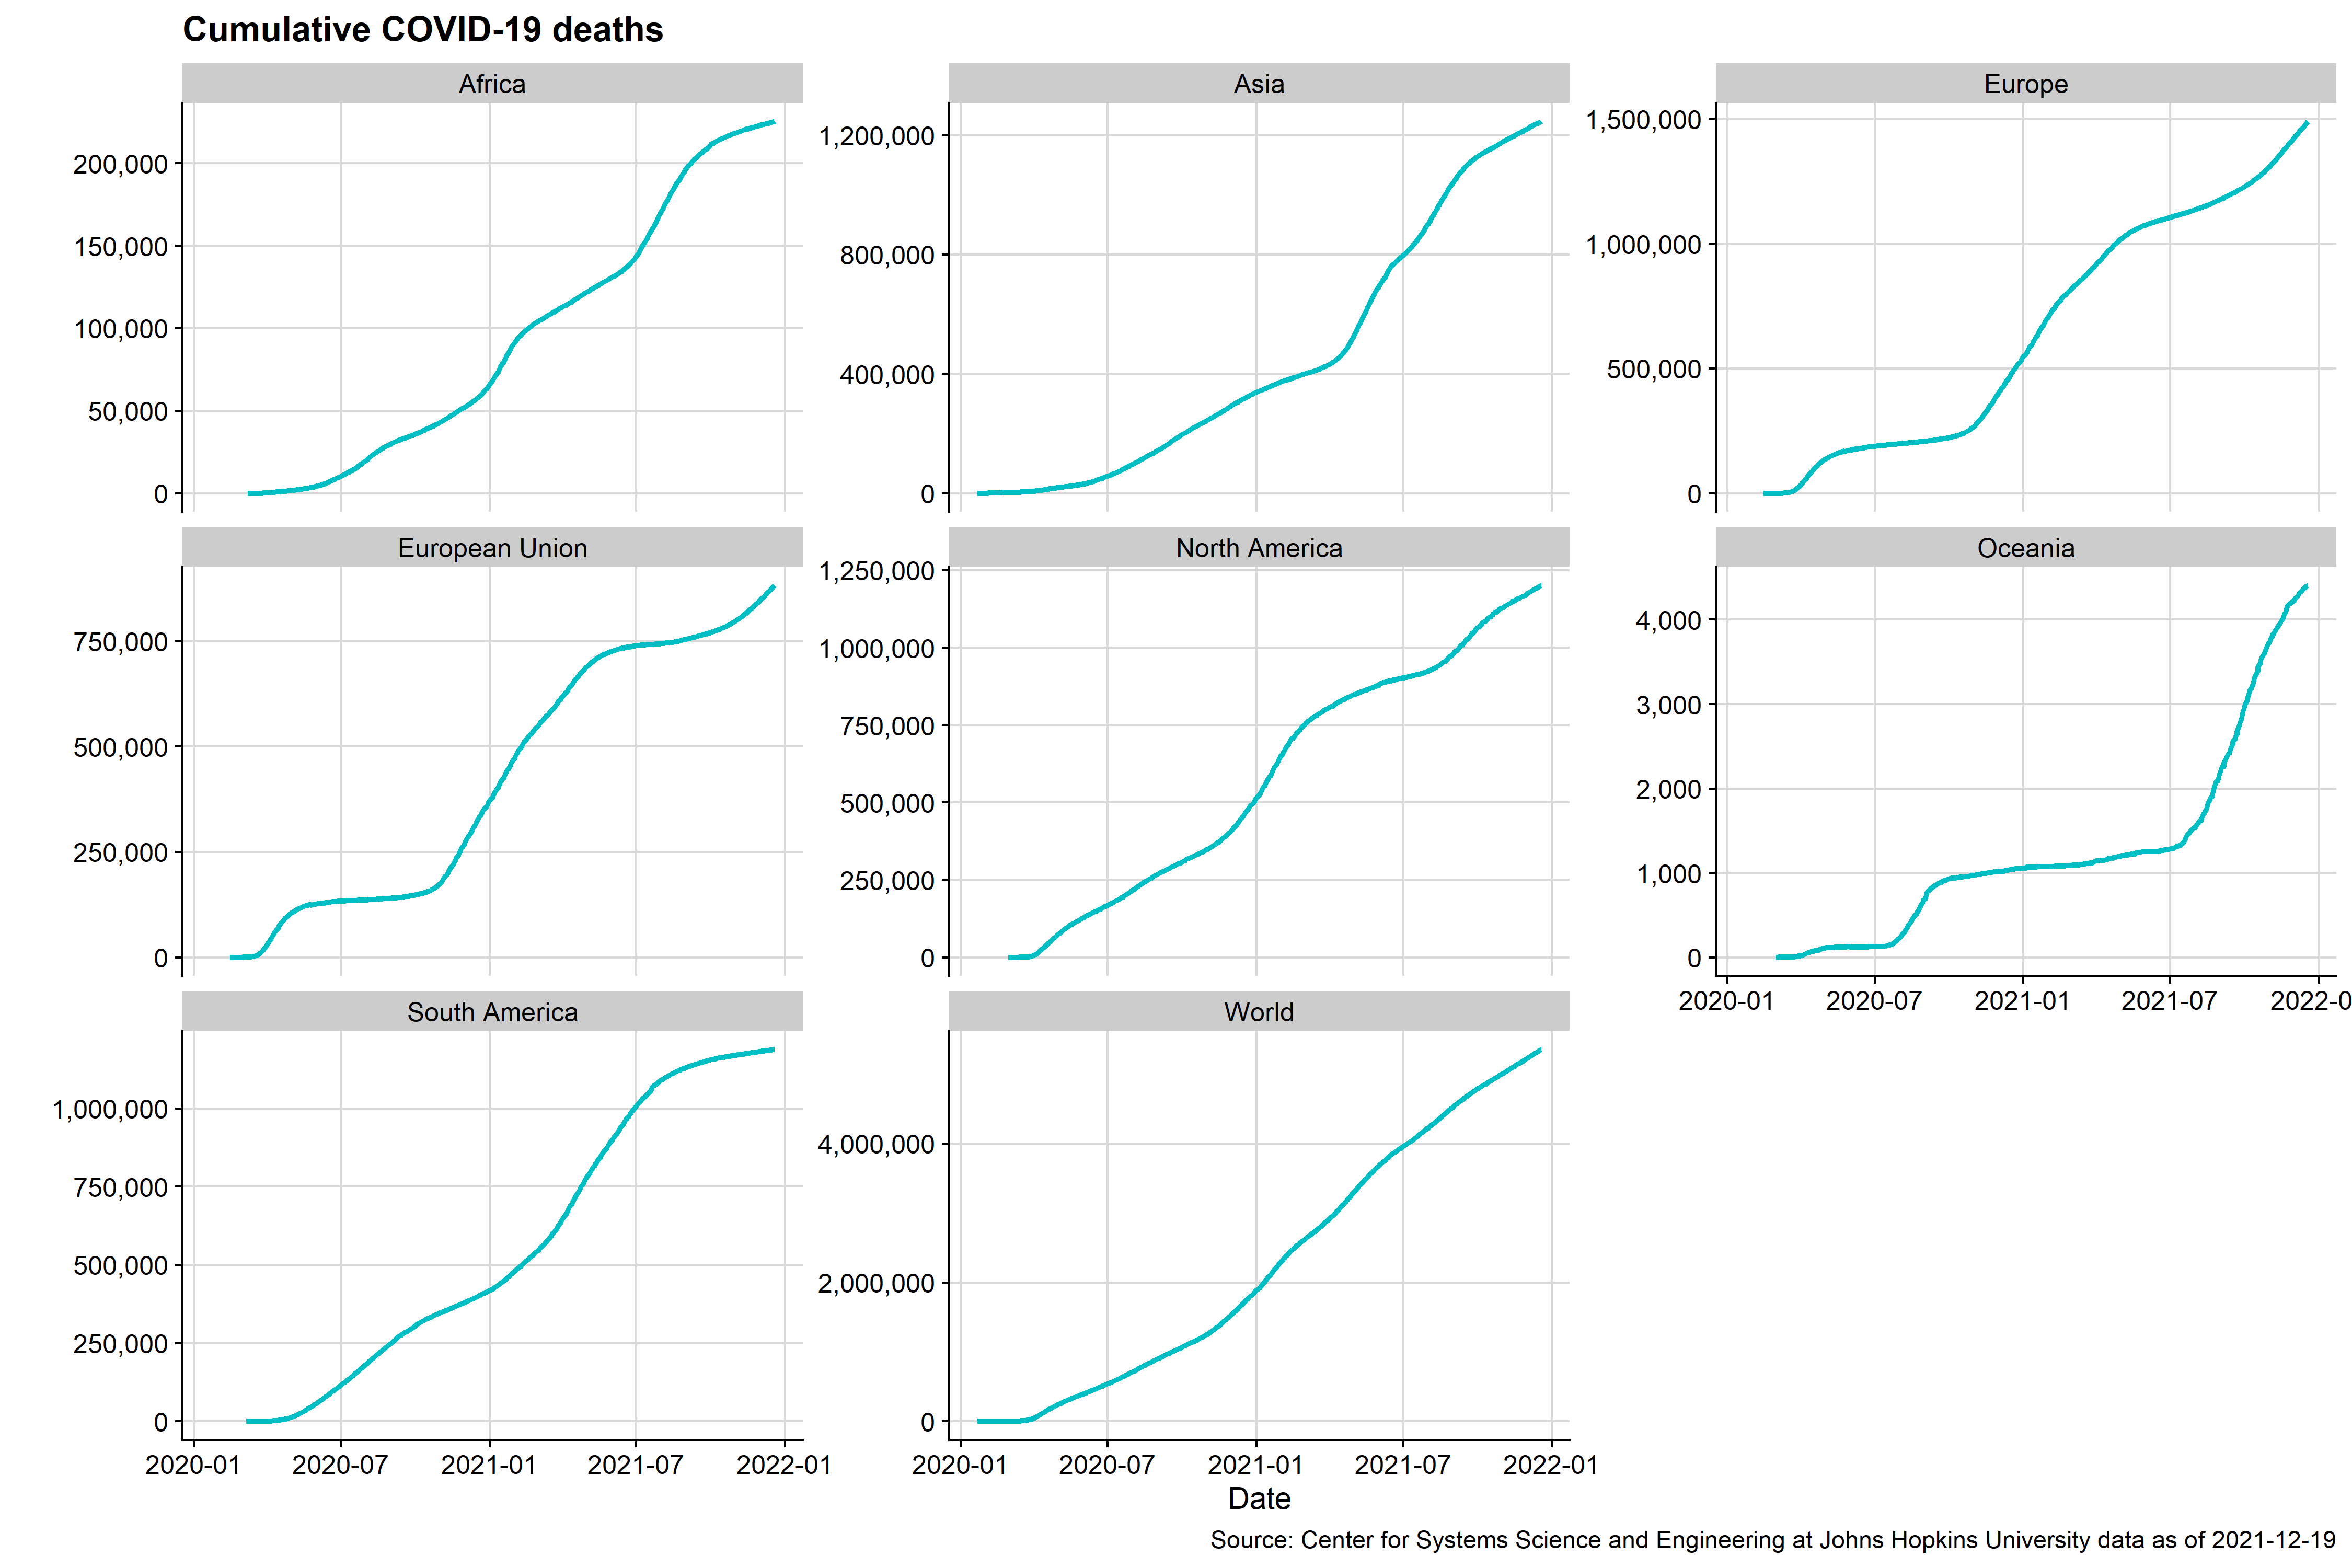 Cumulative COVID-19 deaths
Africa
200,000
150,000
100,000
50,000
0
Asia
1,200,000
800,000
400,000
0
Europe
1,500,000
1,000,000
500,000
0
European Union
750,000
500,000
250,000
0
North America
1,250,000
1,000,000
750,000
500,000
250,000
0
Oceania
4,000
3,000
2,000
1,000
0
2020-01 2020-07 2021-01 2021-07 2022-0
South America
1,000,000
750,000
500,000
250,000
0
2020-01 2020-07 2021-01 2021-07 2022-01
World
4,000,000
2,000,000
0
2020-01 2020-07 2021-01 2021-07 2022-01
Date
Source: Center for Systems Science and Engineering at Johns Hopkins University data as of 2021-12-19